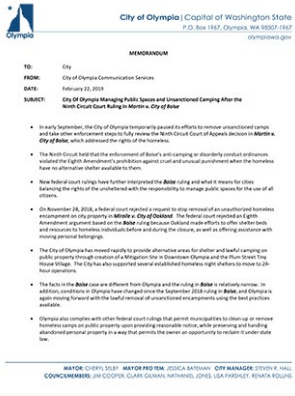 Olympia
City of Olympia | Capital of Washington State
P.O. Box 1967, Olympia, WA 98507-1967
olympiawa.gov
MEMORANDUM
TO: City
FROM: City of Olympia Communication Services
DATE: February 22, 2019
SUBJECT: City Of Olympia Managing Public Spaces and Unsanctioned Camping After the
Ninth Circuit Court Ruling in Martin v. City of Boise
• In early September, the City of Olympia temporarily paused its efforts to remove unsanctioned camps
and take other enforcement steps to fully review the Ninth Circuit Court of Appeals decision in Martin v.
City of Boise, which addressed the rights of the homeless.
• The Ninth Circuit held that the enforcement of Boise's anti-camping or disorderly conduct ordinances
violated the Eighth Amendment's prohibition against cruel and unusual punishment when the homeless
have no alternative shelter available to them.
• New federal court rulings have further interpreted the Boise ruling and what it means for cities
balancing the rights of the unsheltered with the responsibility to manage public spaces for the use of all
citizens.
• On November 28, 2018, a federal court rejected a request to stop removal of an unauthorized homeless
encampment on city property in Miralle v. City of Oakland. The federal court rejected an Eighth
Amendment argument based on the Boise ruling because Oakland made efforts to offer shelter beds
and resources to homeless individuals before and during the closure, as well as offering assistance with
moving personal belongings.
• The City of Olympia has moved rapidly to provide alternative areas for shelter and lawful camping on
public property through creation of a Mitigation Site in Downtown Olympia and the Plum Street Tiny
House Village. The City has also supported several established homeless night shelters to move to 24-
hour operations.
• The facts in the Boise case are different from Olympia and the ruling in Boise is relatively narrow. In
addition, conditions in Olympia have changed since the September 2018 ruling in Boise, and Olympia is
again moving forward with the lawful removal of unsanctioned encampments using the best practices
available.
• Olympia also complies with other federal court rulings that permit municipalities to clean up or remove
homeless camps on public property upon providing reasonable notice, while preserving and handling
abandoned personal property in a way that permits the owner an opportunity to reclaim it under state
law.
MAYOR: CHERYL SELBY MAYOR PRO TEM: JESSICA BATEMAN CITY MANAGER: STEVEN R. HALL
COUNCILMEMBERS: JIM COOPER, CLARK GILMAN, NATHANIEL JONES, LISA PARSHLEY, RENATA ROLLINS